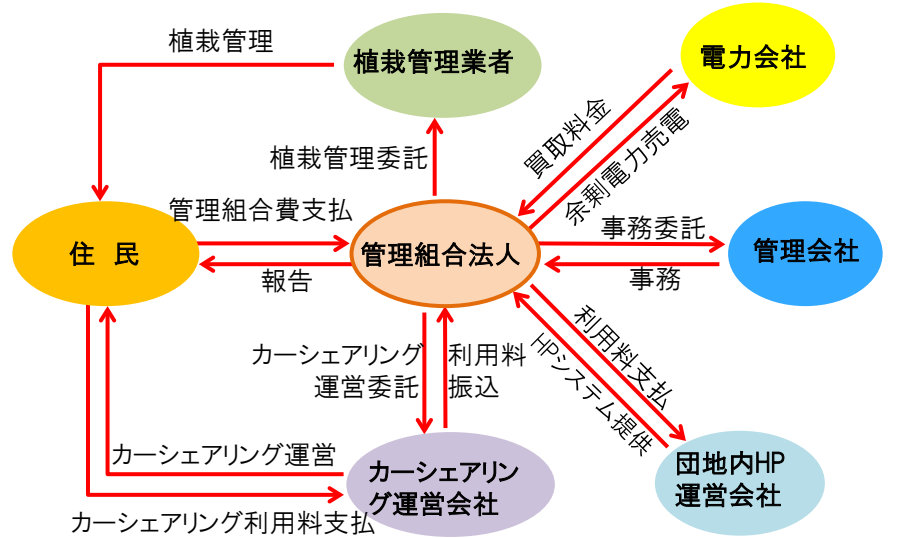 植栽管理
植栽管理業者
電力会社
買取料金
余剰電力売電
植栽管理委託
管理組合費支払
住　民
管理組合法人
事務委託
管理会社
報告
事務
カーシェアリング
運営委託
利用料
振込
利用料支払
HPシステム提供
カーシェアリング運営
カーシェアリン
グ運営会社
団地内HP
運営会社
カーシェアリング利用料支払